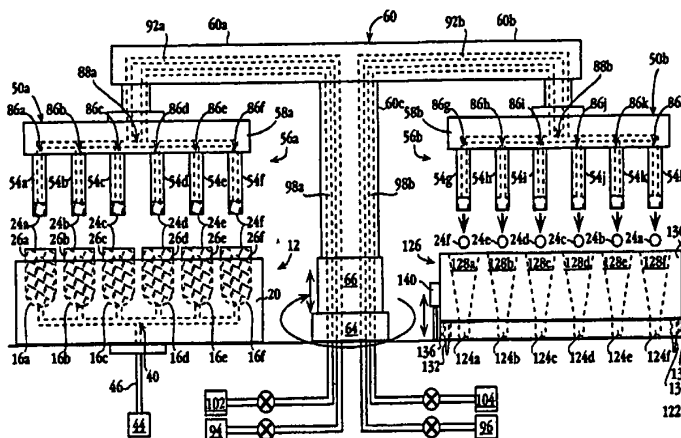 92a 60a 60 60b 92b
50a 88a 88b 50b
86a 86b 86c 86d 86e 86f 60c 86g 86h 86i 86j 86k
58a 58b
56a 56b
54a 54b 54c 54d 54e 54f 98a 98b 54g 54h 54i 54j 54k
24a 24b 24c 24d 24e 24f 24f 24e 24d 24c 24b 24a
26a 26b 26c 26d 26e 26f 12 126
128a 128b 128c 128d 128e 128f
66 140
20
64
16a 16b 16c 16d 16e 16f 136 124a 124b 124c 124d 124e 124f
132
40 122
46
102 104
44 94 96